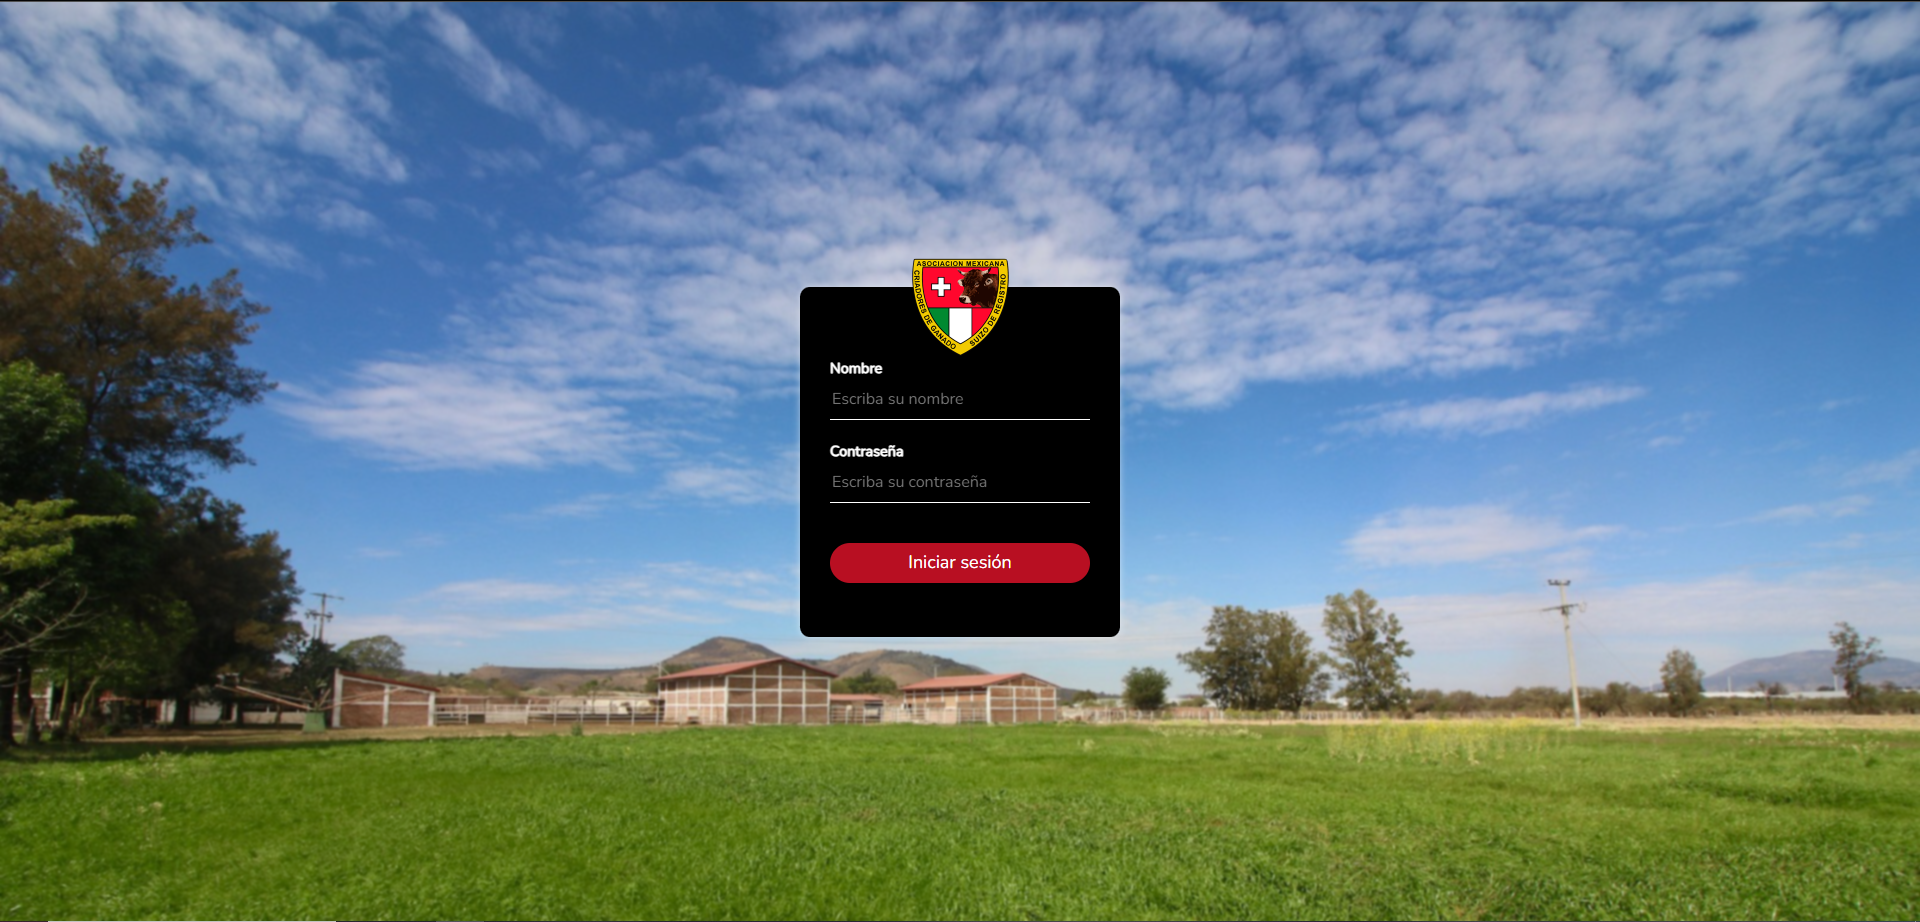 ASOCIACION MEXICANA
CRIADORES DE GANADO
SUIZO DE REGISTRO
Nombre
Escriba su nombre
Contraseña
Escriba su contraseña
Iniciar sesión